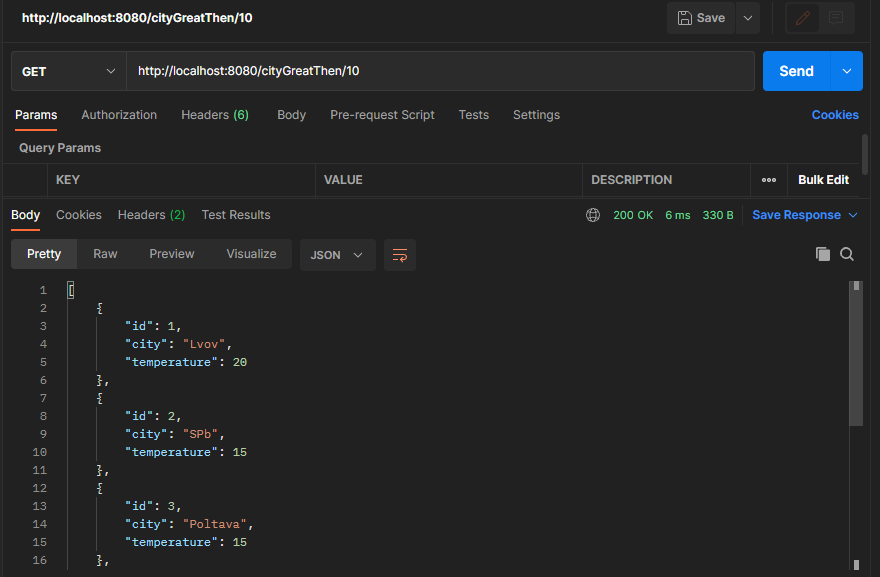 http://localhost:8080/cityGreatThen/10 Save
GET http://localhost:8080/cityGreatThen/10 Send
Params Authorization Headers (6) Body Pre-request Script Tests Settings Cookies
Query Params
KEY VALUE DESCRIPTION ••• Bulk Edit
Body Cookies Headers (2) Test Results 200 OK 6 ms 330 B Save Response
Pretty Raw Preview Visualize JSON
1 [
2 {
3 "id": 1,
4 "city": "Lvov",
5 "temperature": 20
6 },
7 {
8 "id": 2,
9 "city": "SPb",
10 "temperature": 15
11 },
12 {
13 "id": 3,
14 "city": "Poltava",
15 "temperature": 15
16 },